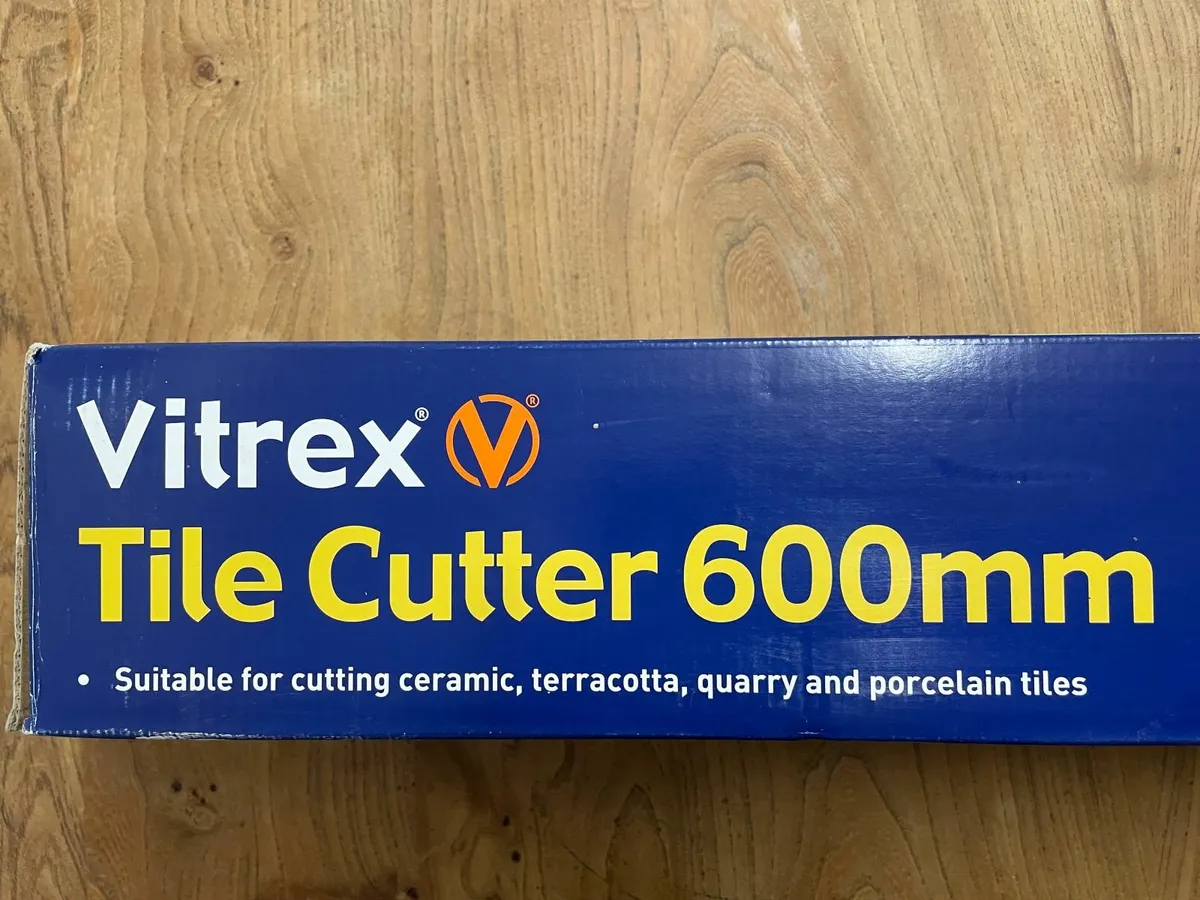 Vitrex® V®
Tile Cutter 600mm
• Suitable for cutting ceramic, terracotta, quarry and porcelain tiles